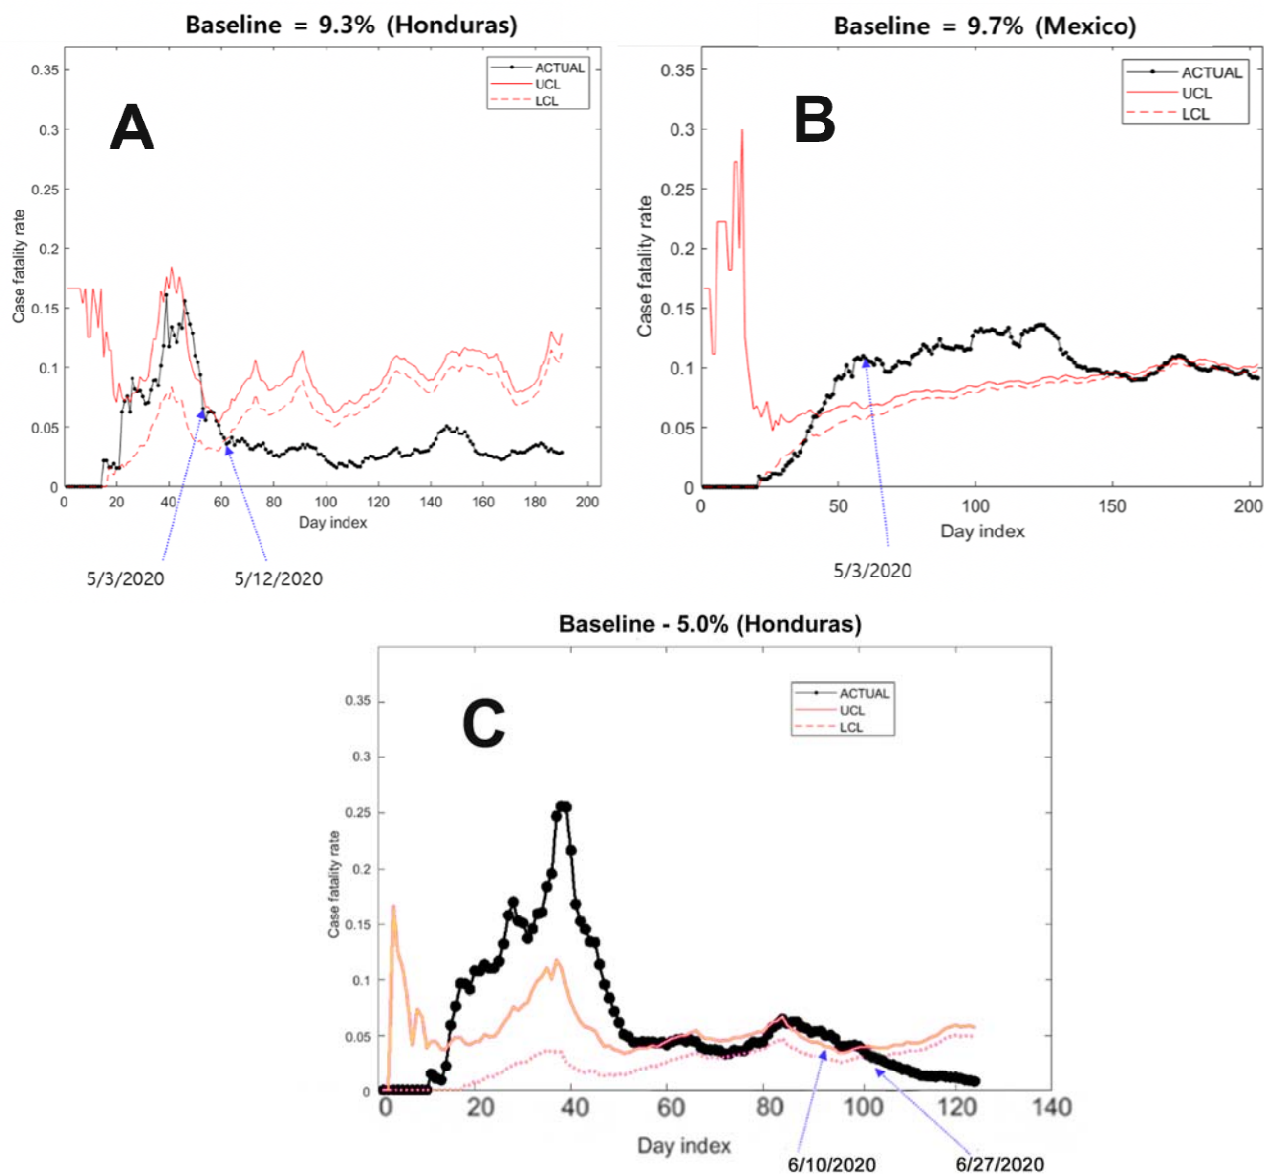 Baseline = 9.3% (Honduras)
A
ACTUAL
UCL
LCL
Case fatality rate
0.35
0.3
0.25
0.2
0.15
0.1
0.05
0
0 20 40 60 80 100 120 140 160 180 200
Day index
5/3/2020 5/12/2020
Baseline = 9.7% (Mexico)
B
ACTUAL
UCL
LCL
Case fatality rate
0.35
0.3
0.25
0.2
0.15
0.1
0.05
0
0 50 100 150 200
Day index
5/3/2020
Baseline - 5.0% (Honduras)
C
ACTUAL
UCL
LCL
Case fatality rate
0.35
0.3
0.25
0.2
0.15
0.1
0.05
0
0 20 40 60 80 100 120 140
Day index
6/10/2020 6/27/2020